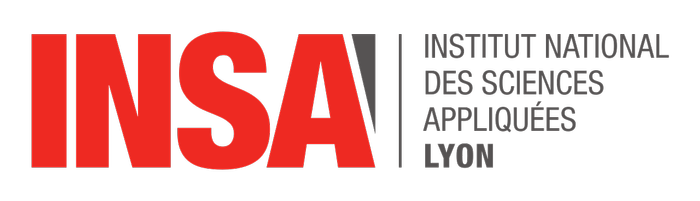 INSA
INSTITUT NATIONAL
DES SCIENCES
APPLIQUÉES
LYON